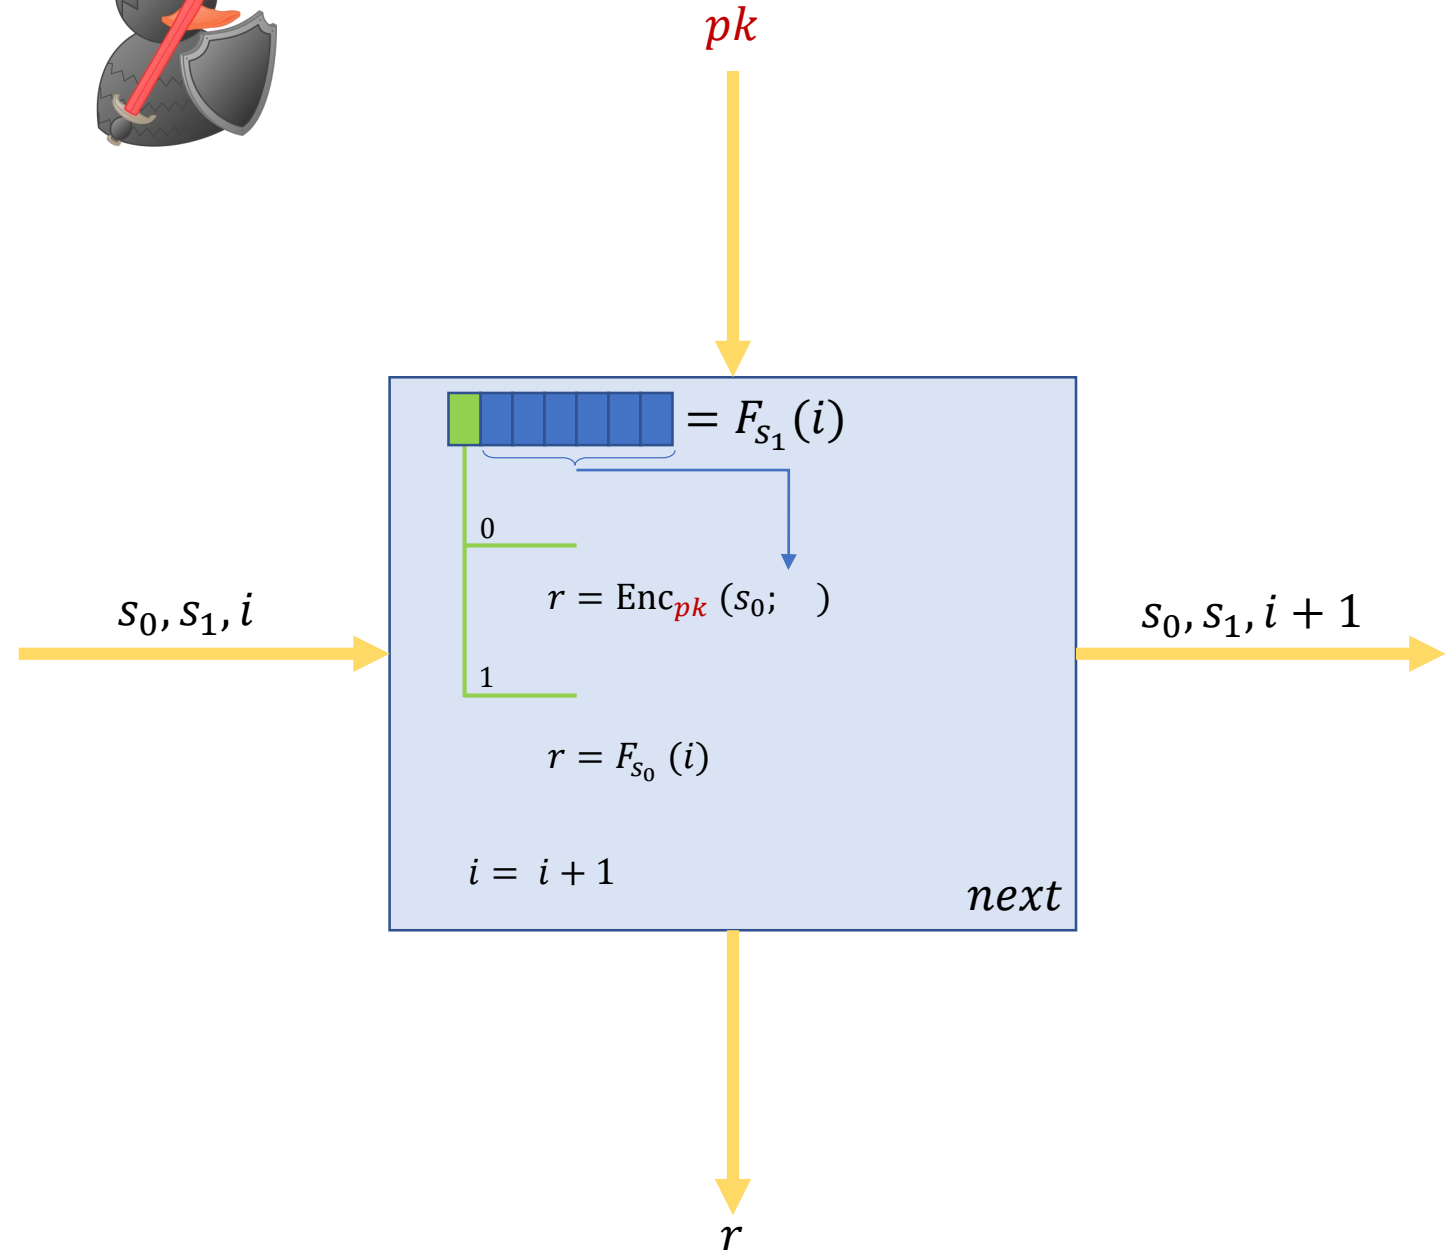 pk
= F_{s_1}(i)
0
r = Enc_{pk} (s_0;   )
s_0, s_1, i
s_0, s_1, i + 1
1
r = F_{s_0} (i)
i = i + 1
next
r